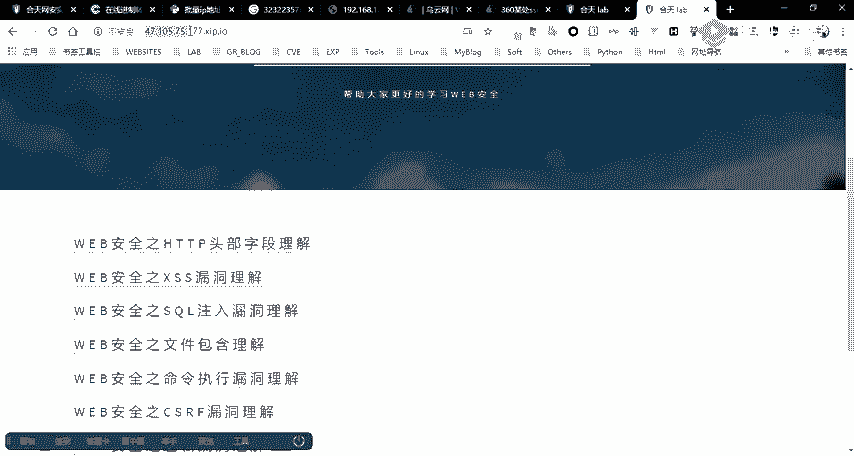 合天网安实 在线进制转 批量ip地址 32322357 192.168.1 | 乌云网 | V 360某处ss 合天 lab 合天 lab
不安全 47.105.75.177.xip.io
应用 书签工具栏 WEBSITES LAB GR_BLOG CVE EXP Tools Linux MyBlog Soft Others Python Html 网址导航 » 其他书签
帮助大家更好的学习WEB安全
WEB安全之HTTP头部字段理解
WEB安全之XSS漏洞理解
WEB安全之SQL注入漏洞理解
WEB安全之文件包含理解
WEB安全之命令执行漏洞理解
WEB安全之CSRF漏洞理解
工具